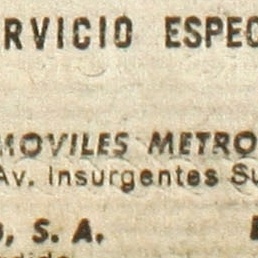 RVICIO ESPEC
MOVILES METRO
Av. Insurgentes Su
O, S. A.